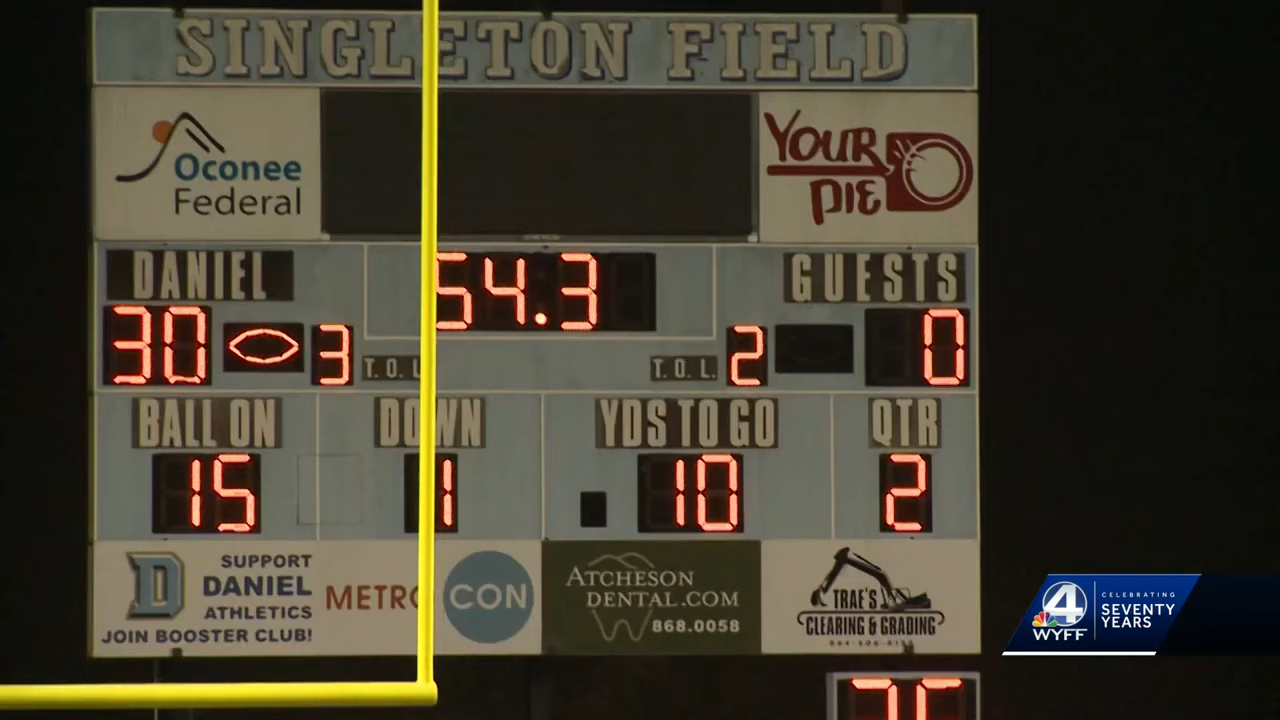 SINGLETON FIELD
Oconee
Federal
YOUR
PIE
DANIEL
54.3
GUESTS
30
3
T.O.L
T.O.L.
2
0
BALL ON
DOWN
YDS TO GO
QTR
15
1
10
2
SUPPORT
DANIEL
ATHLETICS
JOIN BOOSTER CLUB!
D
METRO
CON
ATCHESON
DENTAL.COM
868.0058
TRAE'S
CLEARING & GRADING
4
WYFF
CELEBRATING
SEVENTY
YEARS